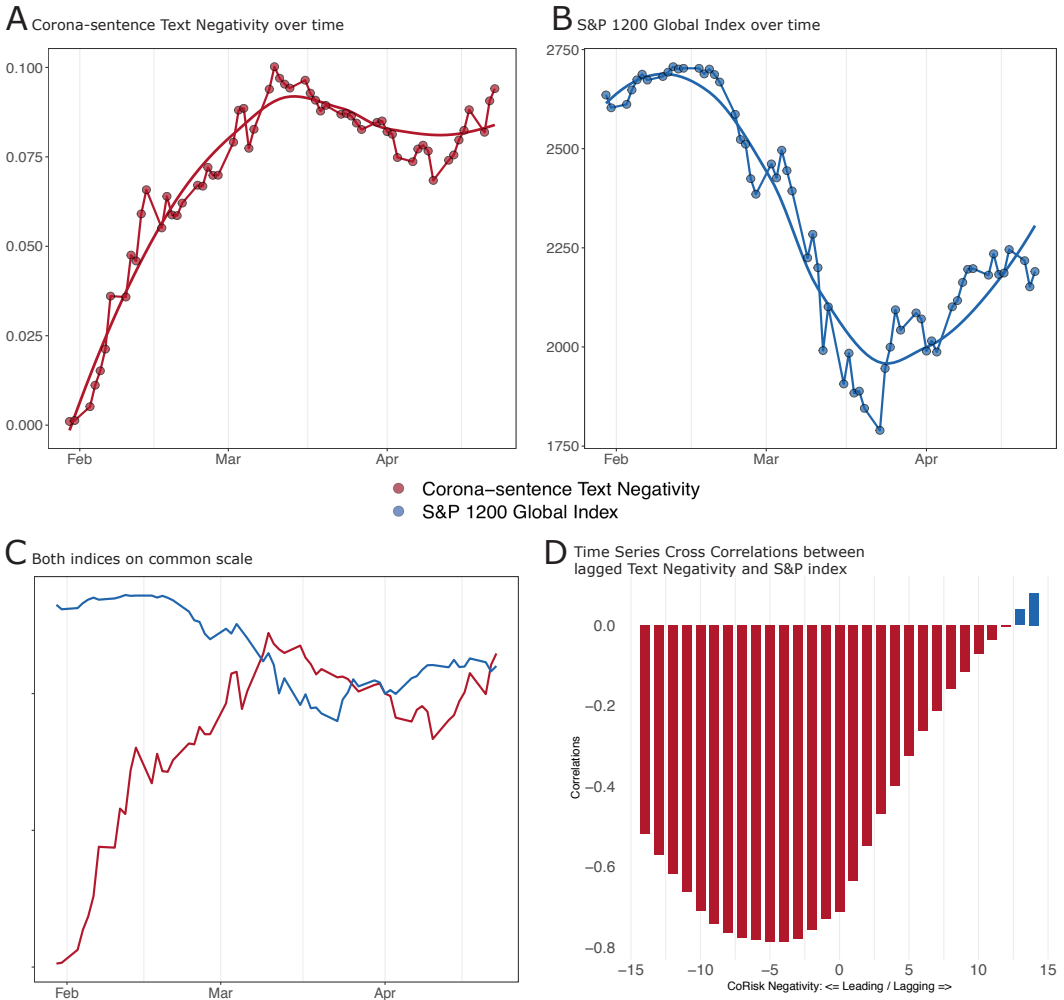 A Corona-sentence Text Negativity over time
0.100
0.075
0.050
0.025
0.000
Feb Mar Apr
B S&P 1200 Global Index over time
2750
2500
2250
2000
1750
Feb Mar Apr
Corona−sentence Text Negativity
S&P 1200 Global Index
C Both indices on common scale
Feb Mar Apr
D Time Series Cross Correlations between
lagged Text Negativity and S&P index
0.0
−0.2
−0.4
−0.6
−0.8
Correlations
−15 −10 −5 0 5 10 15
CoRisk Negativity: <= Leading / Lagging =>